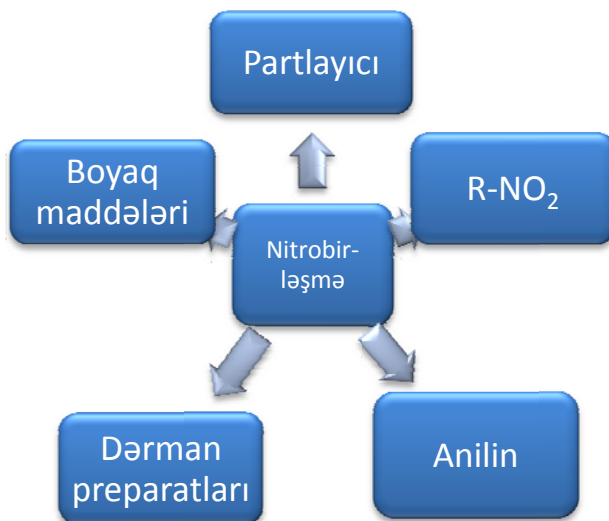 Partlayıcı
Boyaq
maddələri
R-NO₂
Nitrobir-
ləşmə
Dərman
preparatları
Anilin